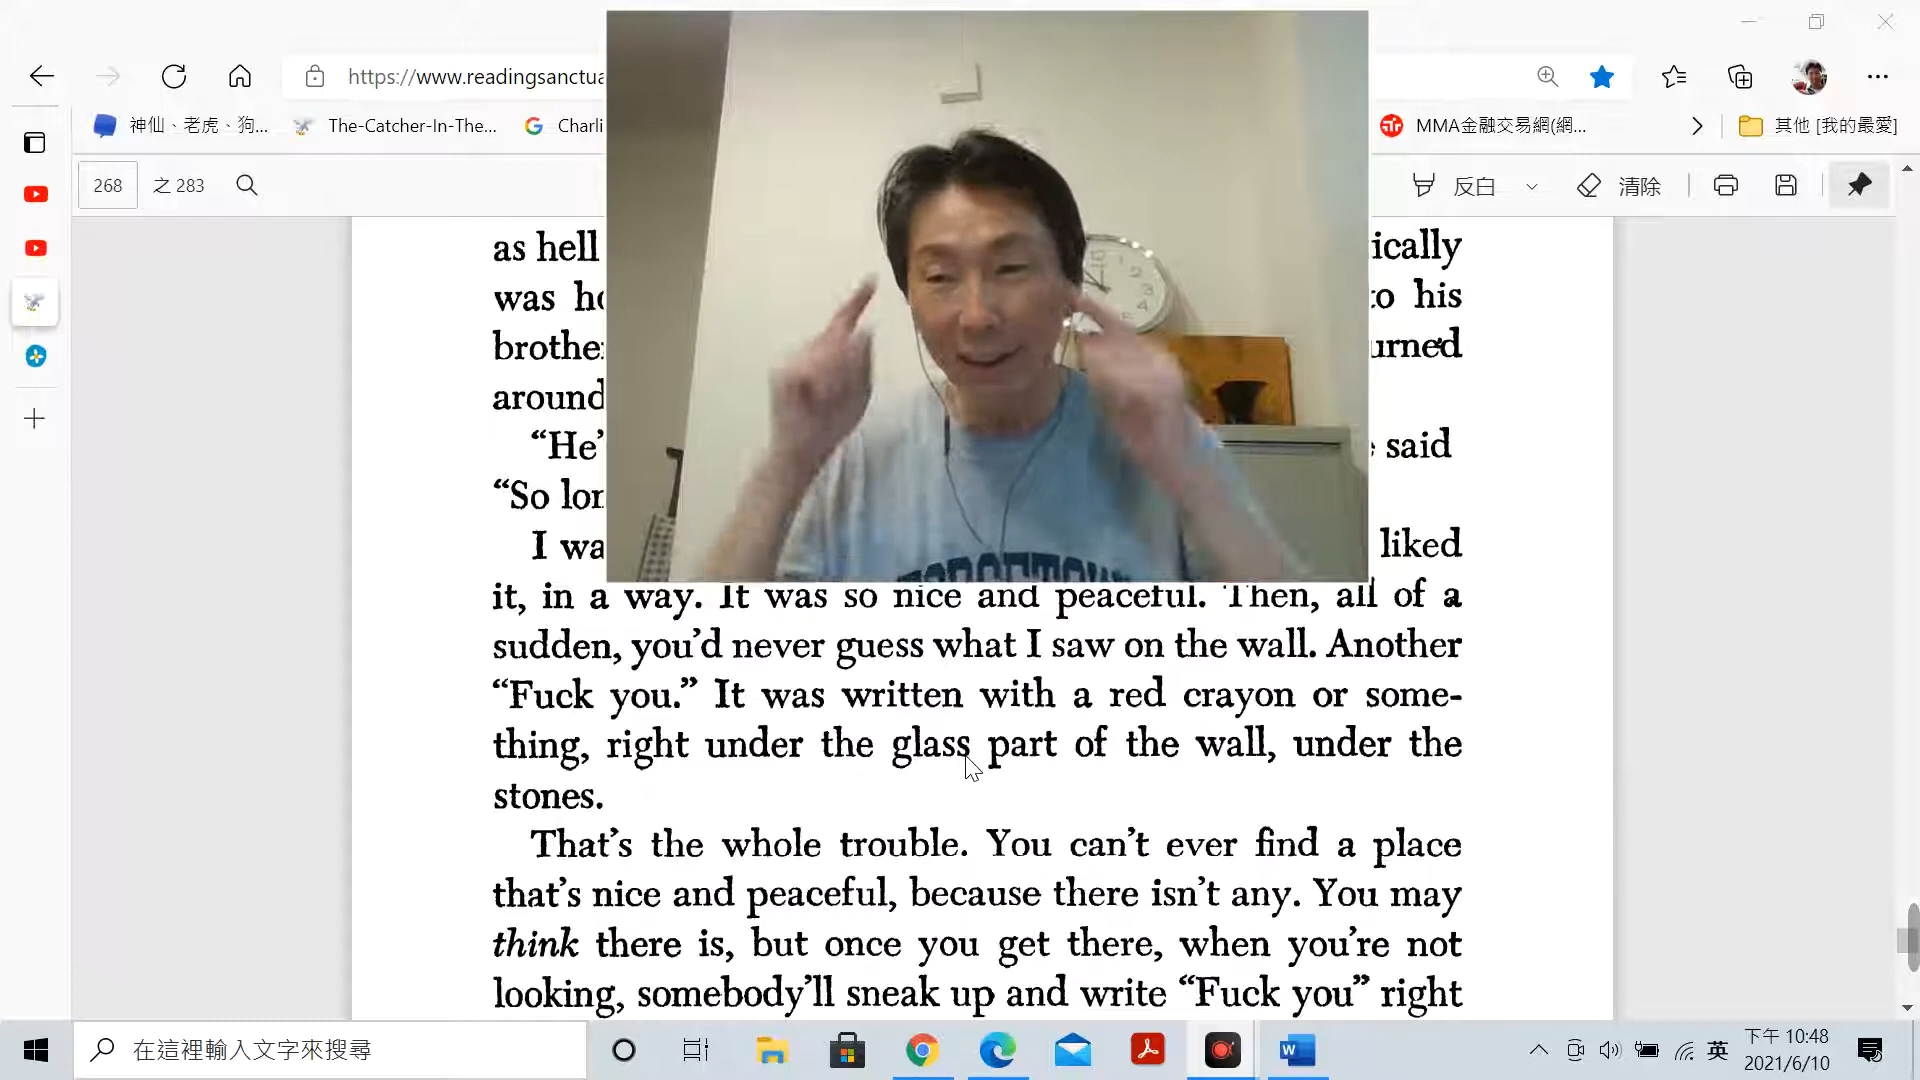 https://www.readingsanctua
神仙、老虎、狗...
The-Catcher-In-The...
Charli
MMA金融交易網(網...
其他 [我的最愛]
268 之 283
反白
清除
as hell ically
was ho to his
brothe urned
around
“He’ said
“So lor
I wa liked
it, in a way. It was so nice and peaceful. Then, all of a
sudden, you’d never guess what I saw on the wall. Another
“Fuck you.” It was written with a red crayon or some-
thing, right under the glass part of the wall, under the
stones.
That’s the whole trouble. You can’t ever find a place
that’s nice and peaceful, because there isn’t any. You may
think there is, but once you get there, when you’re not
looking, somebody’ll sneak up and write “Fuck you” right
在這裡輸入文字來搜尋
英
下午 10:48
2021/6/10